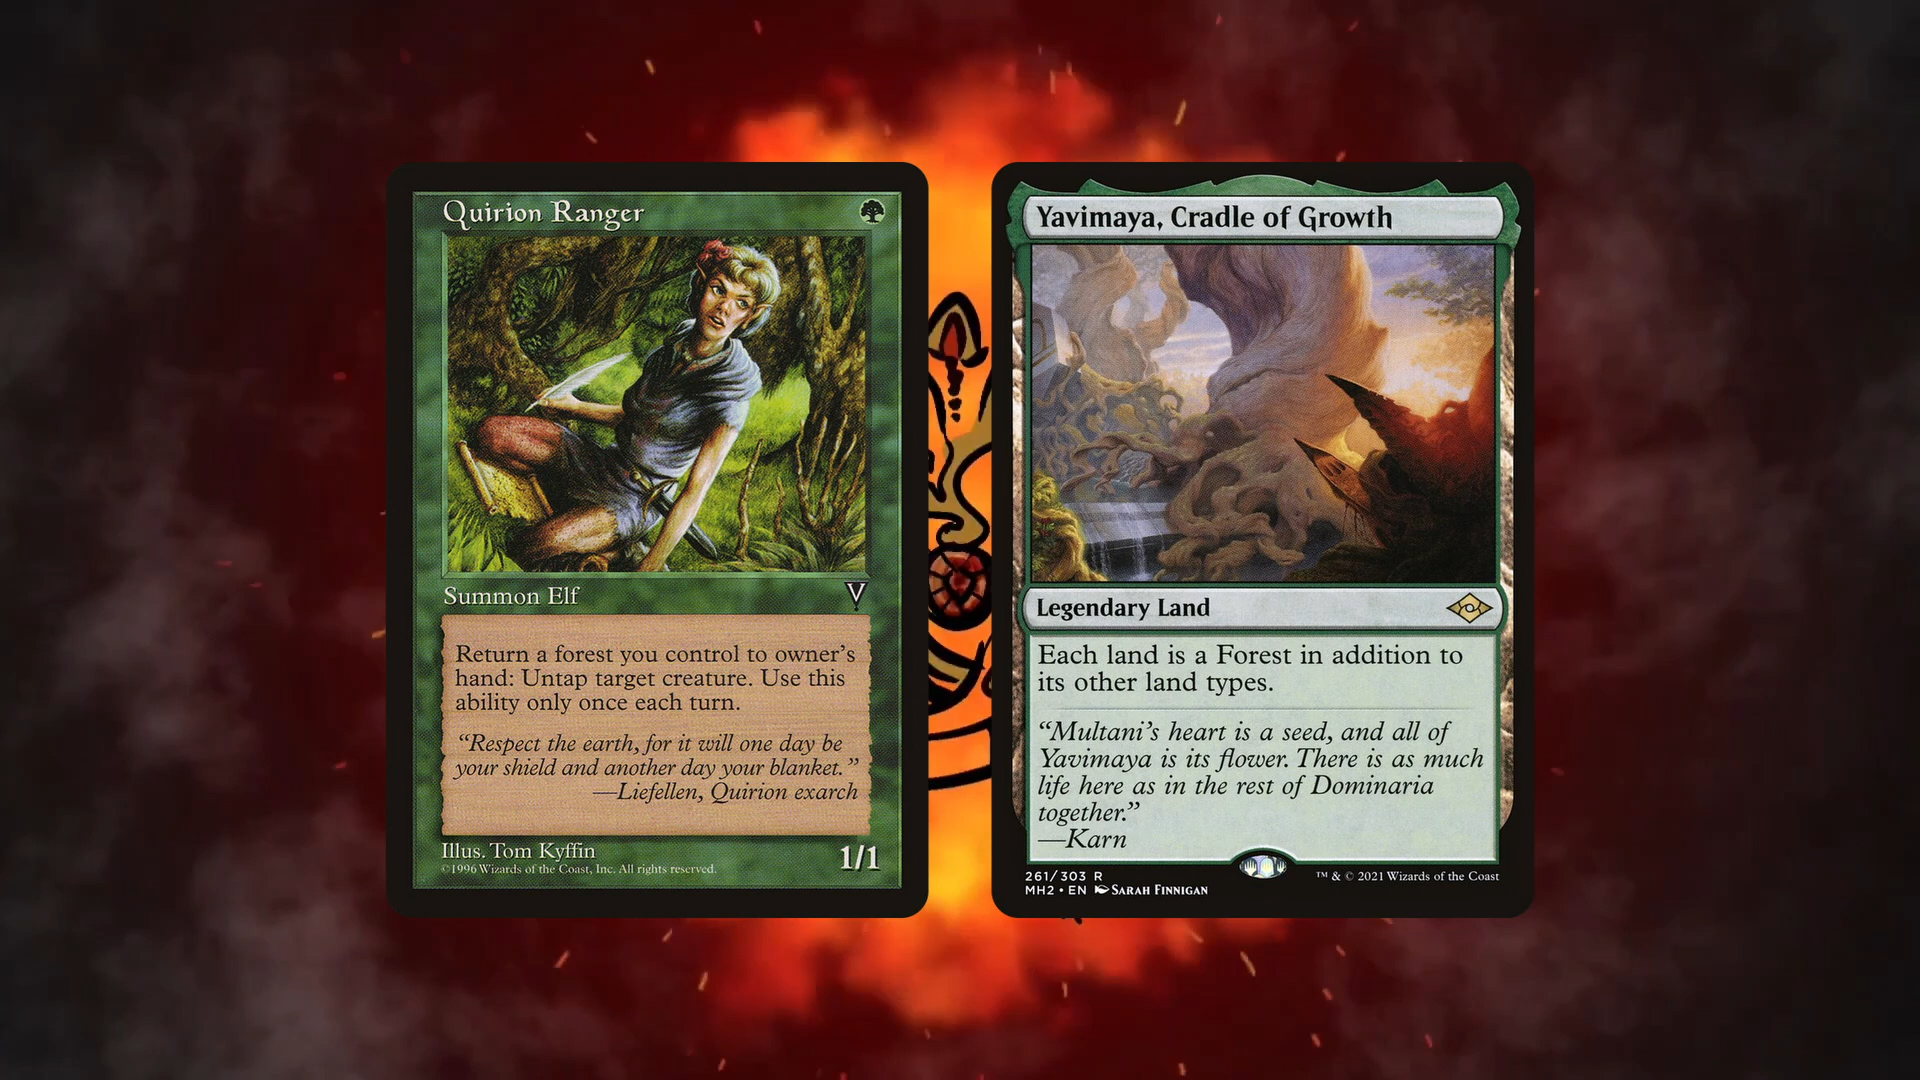 Quirion Ranger
Summon Elf
V
Return a forest you control to owner's
hand: Untap target creature. Use this
ability only once each turn.
"Respect the earth, for it will one day be
your shield and another day your blanket."
—Liefellen, Quirion exarch
Illus. Tom Kyffin
©1996 Wizards of the Coast, Inc. All rights reserved.
1/1
Yavimaya, Cradle of Growth
Legendary Land
Each land is a Forest in addition to
its other land types.
"Multani's heart is a seed, and all of
Yavimaya is its flower. There is as much
life here as in the rest of Dominaria
together."
—Karn
261/303 R
MH2 • EN Sarah Finnigan
™ & © 2021 Wizards of the Coast